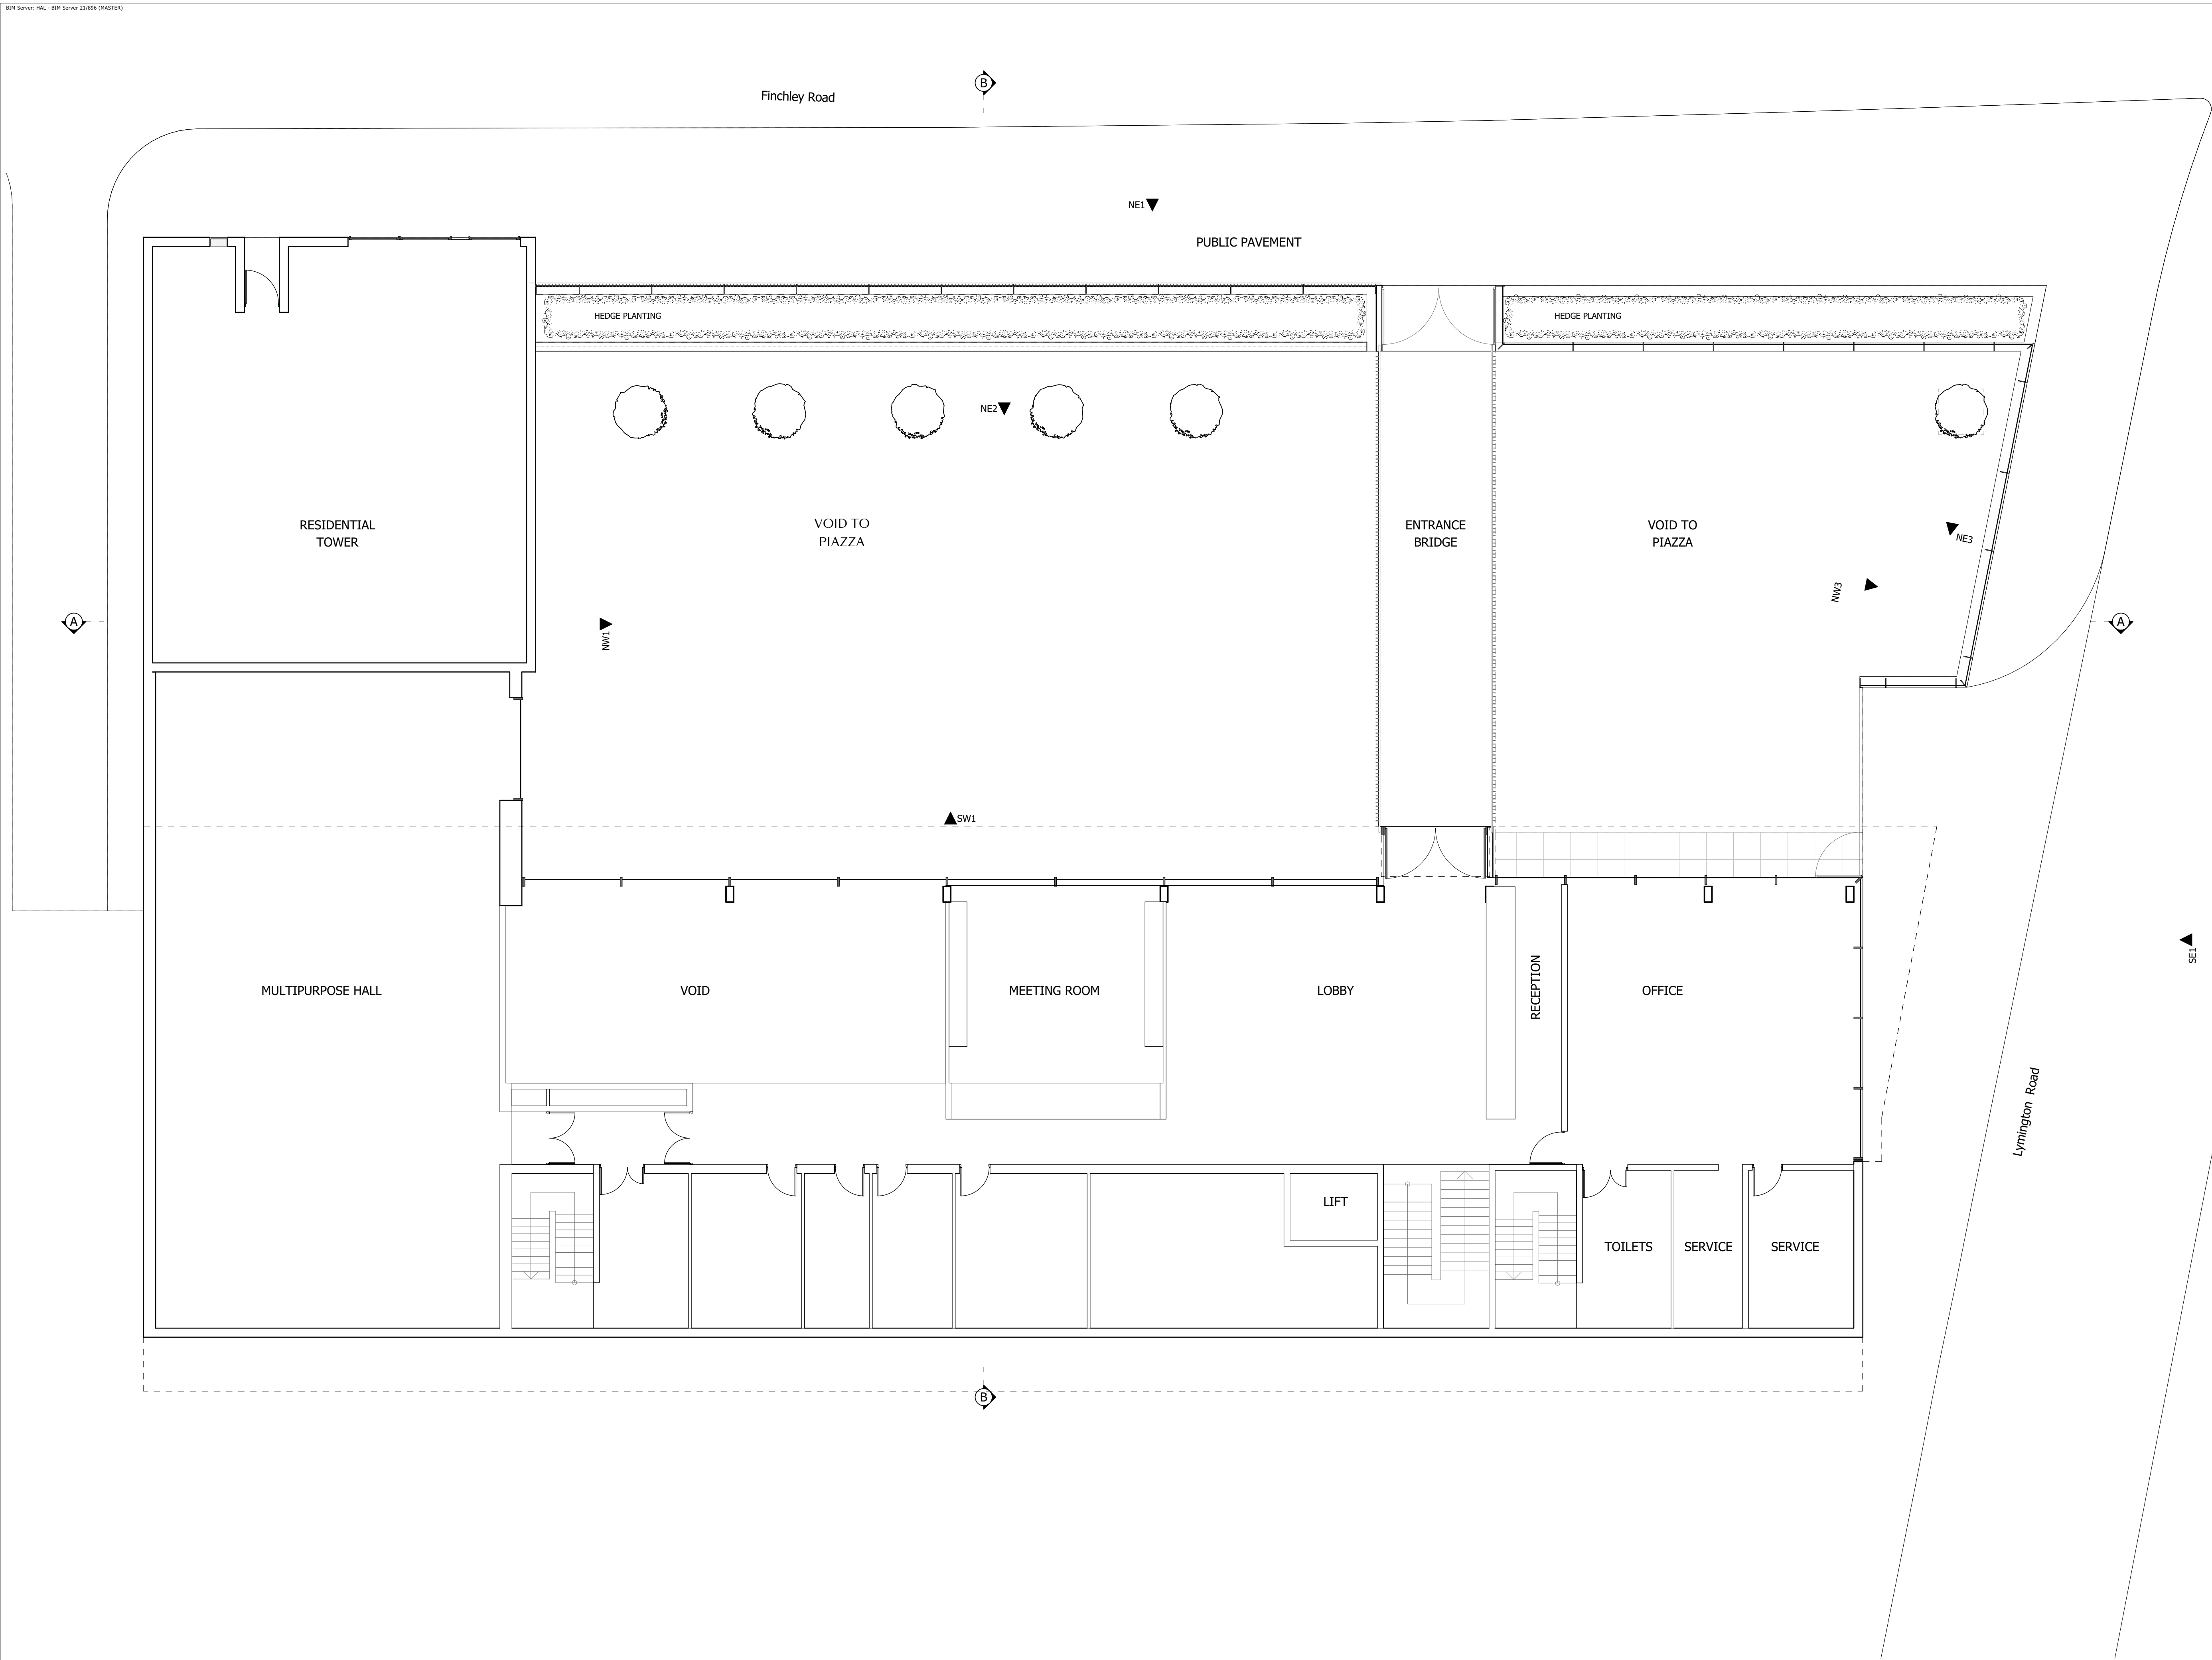 BIM Server: HAL - BIM Server 21/896 (MASTER)
B
Finchley Road
NE1
PUBLIC PAVEMENT
HEDGE PLANTING
HEDGE PLANTING
NE2
RESIDENTIAL
TOWER
VOID TO
PIAZZA
ENTRANCE
BRIDGE
VOID TO
PIAZZA
NE3
NW3
A
NW1
A
SW1
SE1
MULTIPURPOSE HALL
VOID
MEETING ROOM
LOBBY
RECEPTION
OFFICE
Lymington Road
LIFT
TOILETS
SERVICE
SERVICE
B